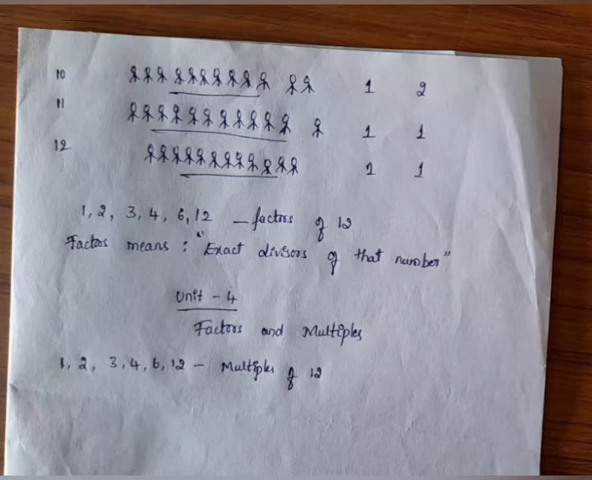 10 1 2
11 1 1
12 1 1
1, 2, 3, 4, 6, 12 – factors of 12
Factors means : "Exact divisors of that number"
Unit - 4
Factors and Multiples
1, 2, 3, 4, 6, 12 – Multiples of 12